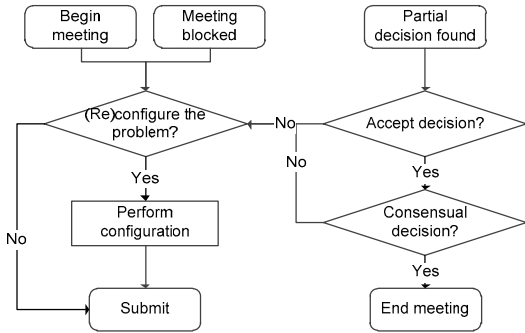 Begin
meeting
Meeting
blocked
Partial
decision found
(Re)configure the
problem?
No
Accept decision?
No
Yes
Yes
Perform
configuration
Consensual
decision?
No
Yes
Submit
End meeting